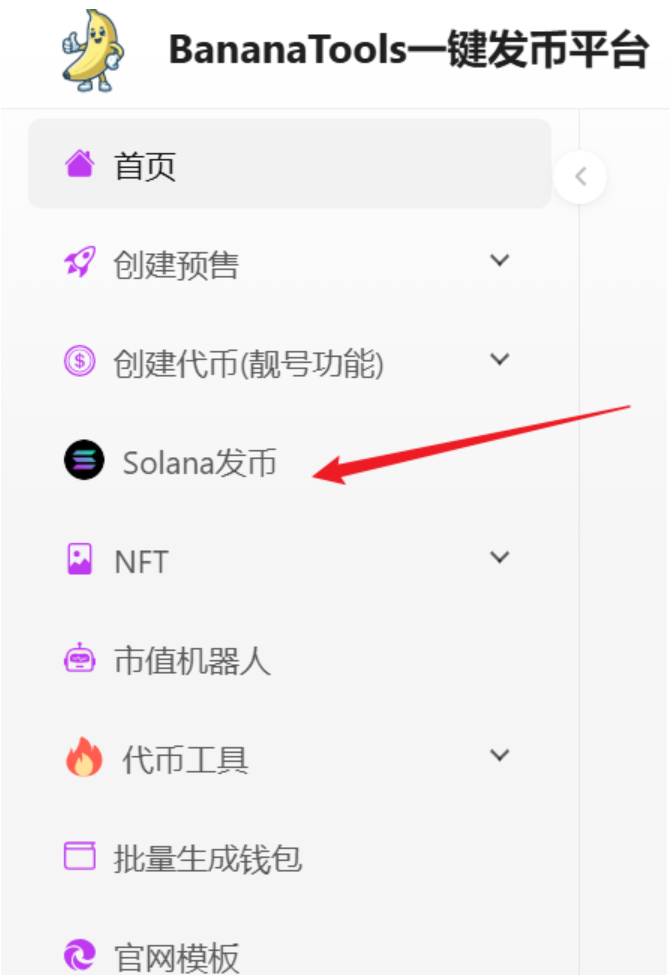 BananaTools一键发币平台
首页
创建预售
创建代币(靓号功能)
Solana发币
NFT
市值机器人
代币工具
批量生成钱包
官网模板